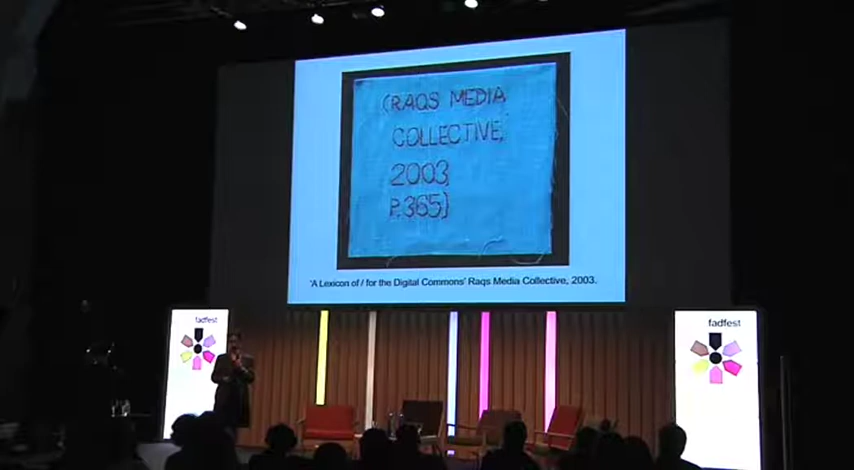 (RAQS MEDIA
COLLECTIVE,
2003,
P.365)
'A Lexicon of / for the Digital Commons' Raqs Media Collective, 2003.
fadfest
fadfest